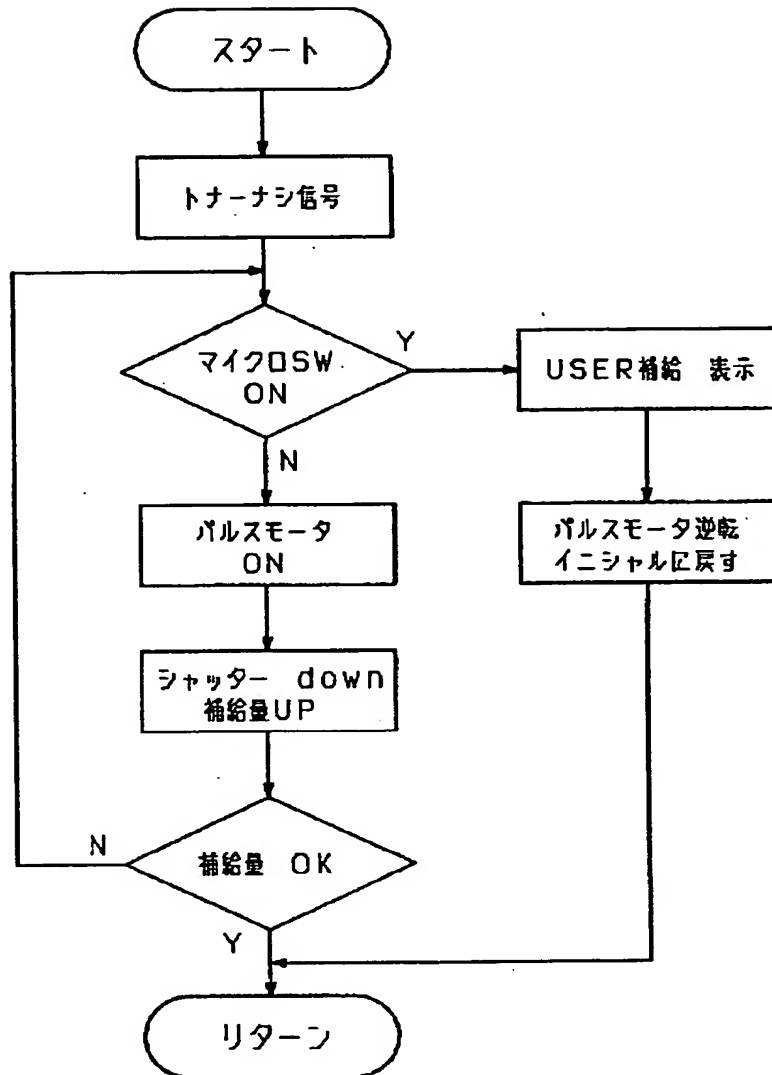 スタート
トナーナシ信号
マイクロSW
ON
Y
USER補給 表示
N
パルスモータ
ON
パルスモータ逆転
イニシャルに戻す
シャッター down
補給量UP
N
補給量 OK
Y
リターン